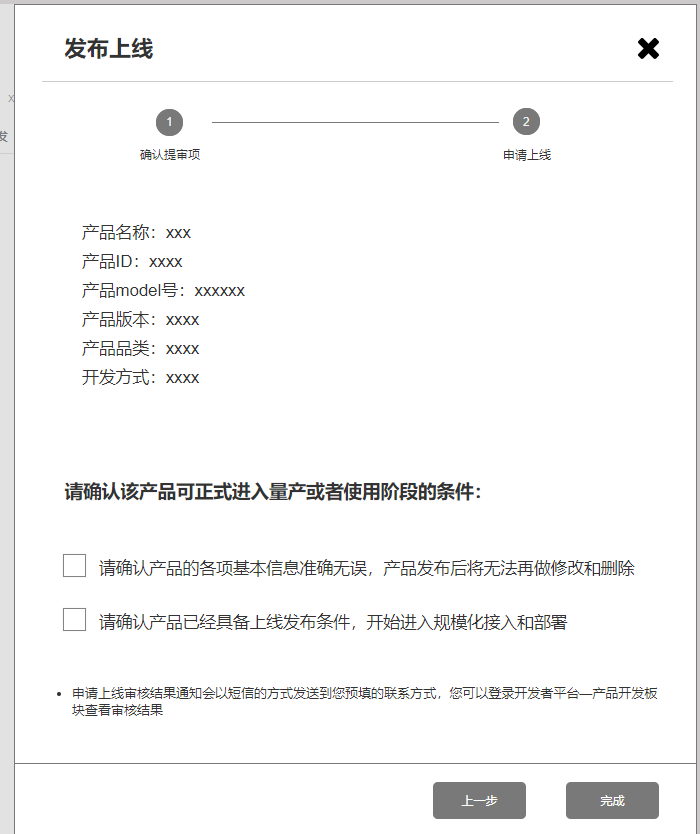 发布上线
x
1
2
确认提审项
申请上线
发
产品名称：xxx
产品ID：xxxx
产品model号：xxxxxx
产品版本：xxxx
产品品类：xxxx
开发方式：xxxx
请确认该产品可正式进入量产或者使用阶段的条件：
请确认产品的各项基本信息准确无误，产品发布后将无法再做修改和删除
请确认产品已经具备上线发布条件，开始进入规模化接入和部署
申请上线审核结果通知会以短信的方式发送到您预填的联系方式，您可以登录开发者平台—产品开发板
块查看审核结果
上一步
完成